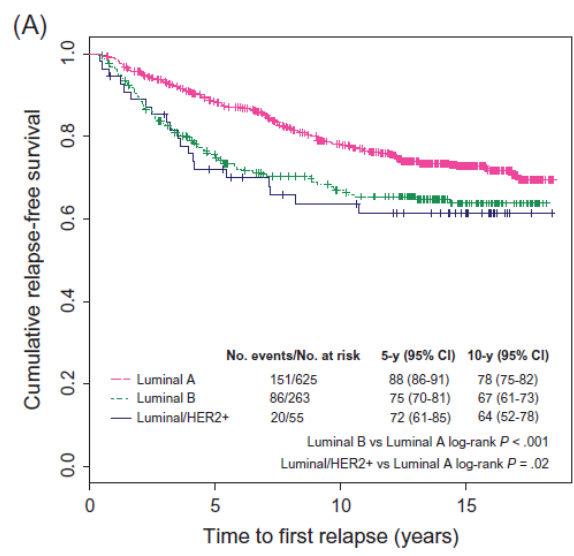 (A)
Cumulative relapse-free survival
1.0
0.8
0.6
0.4
0.2
0.0
No. events/No. at risk 5-y (95% CI) 10-y (95% CI)
Luminal A 151/625 88 (86-91) 78 (75-82)
Luminal B 86/263 75 (70-81) 67 (61-73)
Luminal/HER2+ 20/55 72 (61-85) 64 (52-78)
Luminal B vs Luminal A log-rank P < .001
Luminal/HER2+ vs Luminal A log-rank P = .02
0 5 10 15
Time to first relapse (years)